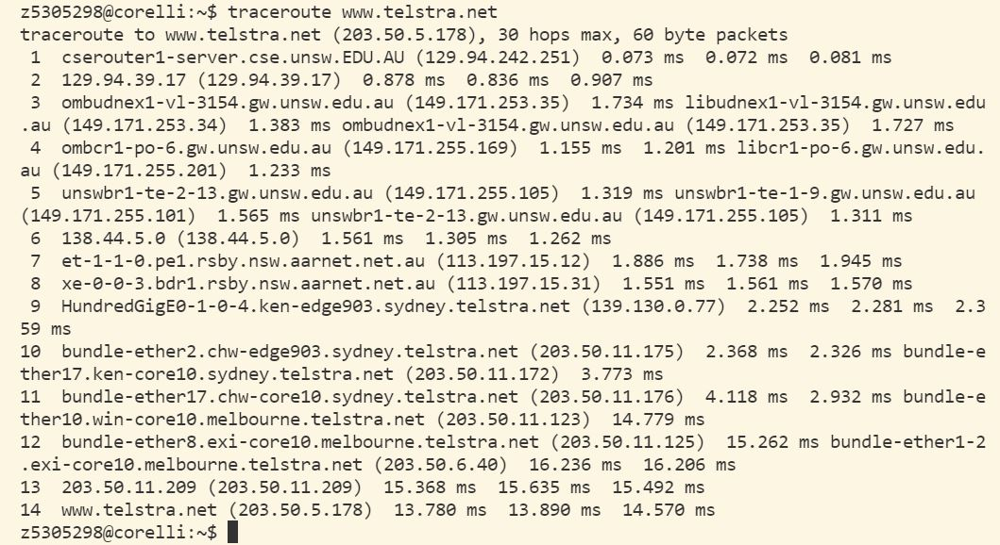 z5305298@corelli:~$ traceroute www.telstra.net
traceroute to www.telstra.net (203.50.5.178), 30 hops max, 60 byte packets
 1  cserouter1-server.cse.unsw.EDU.AU (129.94.242.251)  0.073 ms  0.072 ms  0.081 ms
 2  129.94.39.17 (129.94.39.17)  0.878 ms  0.836 ms  0.907 ms
 3  ombudnex1-vl-3154.gw.unsw.edu.au (149.171.253.35)  1.734 ms libudnex1-vl-3154.gw.unsw.edu
.au (149.171.253.34)  1.383 ms ombudnex1-vl-3154.gw.unsw.edu.au (149.171.253.35)  1.727 ms
 4  ombcr1-po-6.gw.unsw.edu.au (149.171.255.169)  1.155 ms  1.201 ms libcr1-po-6.gw.unsw.edu.
au (149.171.255.201)  1.233 ms
 5  unswbr1-te-2-13.gw.unsw.edu.au (149.171.255.105)  1.319 ms unswbr1-te-1-9.gw.unsw.edu.au
(149.171.255.101)  1.565 ms unswbr1-te-2-13.gw.unsw.edu.au (149.171.255.105)  1.311 ms
 6  138.44.5.0 (138.44.5.0)  1.561 ms  1.305 ms  1.262 ms
 7  et-1-1-0.pe1.rsby.nsw.aarnet.net.au (113.197.15.12)  1.886 ms  1.738 ms  1.945 ms
 8  xe-0-0-3.bdr1.rsby.nsw.aarnet.net.au (113.197.15.31)  1.551 ms  1.561 ms  1.570 ms
 9  HundredGigE0-1-0-4.ken-edge903.sydney.telstra.net (139.130.0.77)  2.252 ms  2.281 ms  2.3
59 ms
10  bundle-ether2.chw-edge903.sydney.telstra.net (203.50.11.175)  2.368 ms  2.326 ms bundle-e
ther17.ken-core10.sydney.telstra.net (203.50.11.172)  3.773 ms
11  bundle-ether17.chw-core10.sydney.telstra.net (203.50.11.176)  4.118 ms  2.932 ms bundle-e
ther10.win-core10.melbourne.telstra.net (203.50.11.123)  14.779 ms
12  bundle-ether8.exi-core10.melbourne.telstra.net (203.50.11.125)  15.262 ms bundle-ether1-2
.exi-core10.melbourne.telstra.net (203.50.6.40)  16.236 ms  16.206 ms
13  203.50.11.209 (203.50.11.209)  15.368 ms  15.635 ms  15.492 ms
14  www.telstra.net (203.50.5.178)  13.780 ms  13.890 ms  14.570 ms
z5305298@corelli:~$